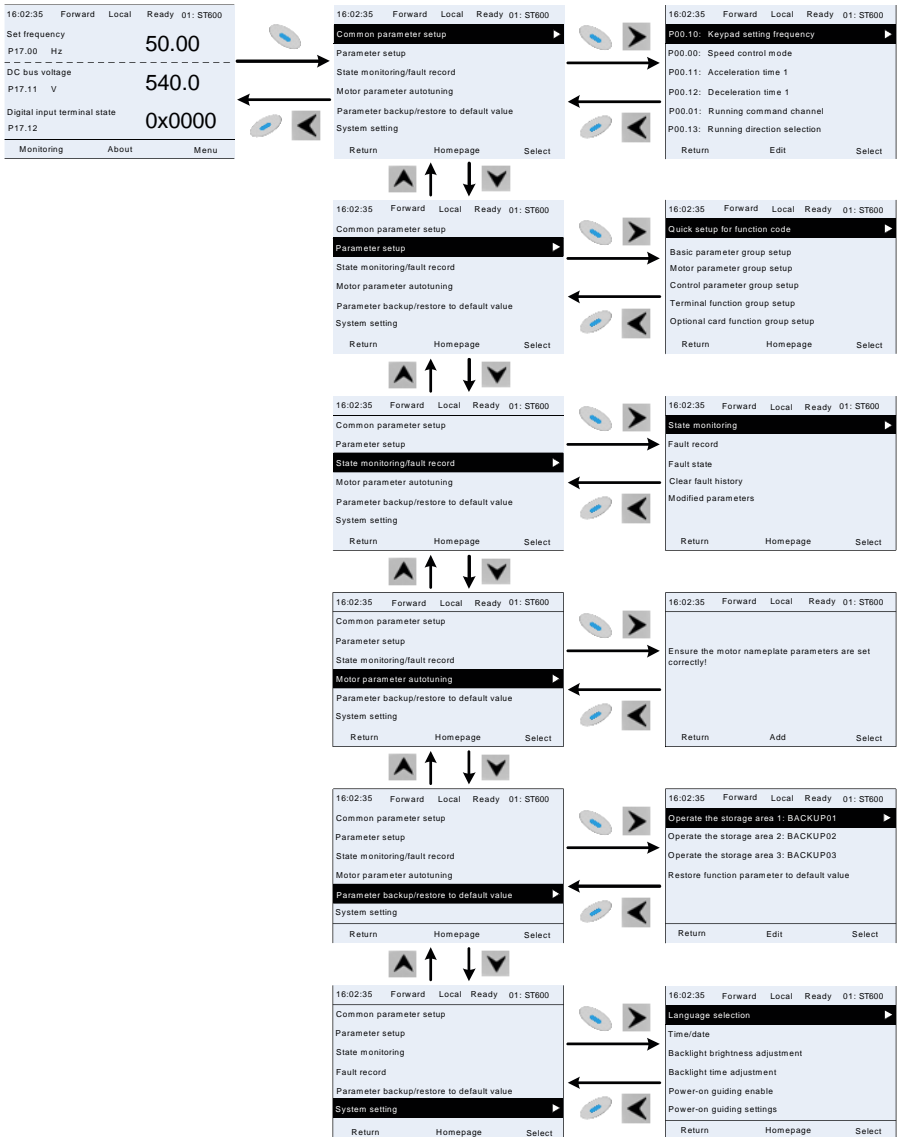 16:02:35 Forward Local Ready 01: ST600
Set frequency
P17.00 Hz 50.00
DC bus voltage
P17.11 V 540.0
Digital input terminal state
P17.12 0x0000
Monitoring About Menu
16:02:35 Forward Local Ready 01: ST600
Common parameter setup
Parameter setup
State monitoring/fault record
Motor parameter autotuning
Parameter backup/restore to default value
System setting
Return Homepage Select
16:02:35 Forward Local Ready 01: ST600
P00.10: Keypad setting frequency
P00.00: Speed control mode
P00.11: Acceleration time 1
P00.12: Deceleration time 1
P00.01: Running command channel
P00.13: Running direction selection
Return Edit Select
16:02:35 Forward Local Ready 01: ST600
Common parameter setup
Parameter setup
State monitoring/fault record
Motor parameter autotuning
Parameter backup/restore to default value
System setting
Return Homepage Select
16:02:35 Forward Local Ready 01: ST600
Quick setup for function code
Basic parameter group setup
Motor parameter group setup
Control parameter group setup
Terminal function group setup
Optional card function group setup
Return Homepage Select
16:02:35 Forward Local Ready 01: ST600
Common parameter setup
Parameter setup
State monitoring/fault record
Motor parameter autotuning
Parameter backup/restore to default value
System setting
Return Homepage Select
16:02:35 Forward Local Ready 01: ST600
State monitoring
Fault record
Fault state
Clear fault history
Modified parameters
Return Homepage Select
16:02:35 Forward Local Ready 01: ST600
Common parameter setup
Parameter setup
State monitoring/fault record
Motor parameter autotuning
Parameter backup/restore to default value
System setting
Return Homepage Select
16:02:35 Forward Local Ready 01: ST600
Ensure the motor nameplate parameters are set
correctly!
Return Add Select
16:02:35 Forward Local Ready 01: ST600
Common parameter setup
Parameter setup
State monitoring/fault record
Motor parameter autotuning
Parameter backup/restore to default value
System setting
Return Homepage Select
16:02:35 Forward Local Ready 01: ST600
Operate the storage area 1: BACKUP01
Operate the storage area 2: BACKUP02
Operate the storage area 3: BACKUP03
Restore function parameter to default value
Return Edit Select
16:02:35 Forward Local Ready 01: ST600
Common parameter setup
Parameter setup
State monitoring
Fault record
Parameter backup/restore to default value
System setting
Return Homepage Select
16:02:35 Forward Local Ready 01: ST600
Language selection
Time/date
Backlight brightness adjustment
Backlight time adjustment
Power-on guiding enable
Power-on guiding settings
Return Homepage Select